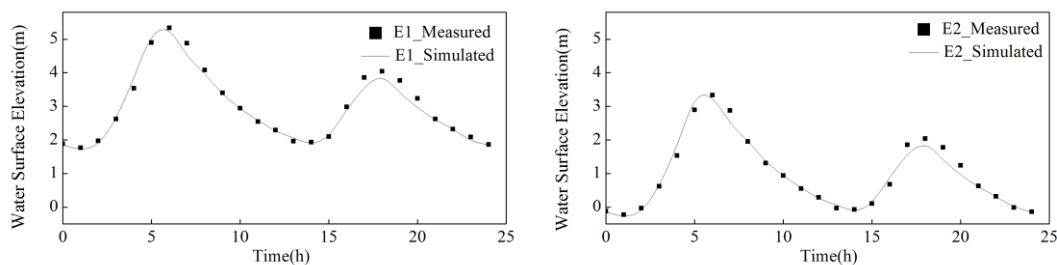 E1_Measured
E1_Simulated
Water Surface Elevation(m)
5
4
3
2
1
0
0 5 10 15 20 25
Time(h)
E2_Measured
E2_Simulated
Water Surface Elevation(m)
5
4
3
2
1
0
0 5 10 15 20 25
Time(h)